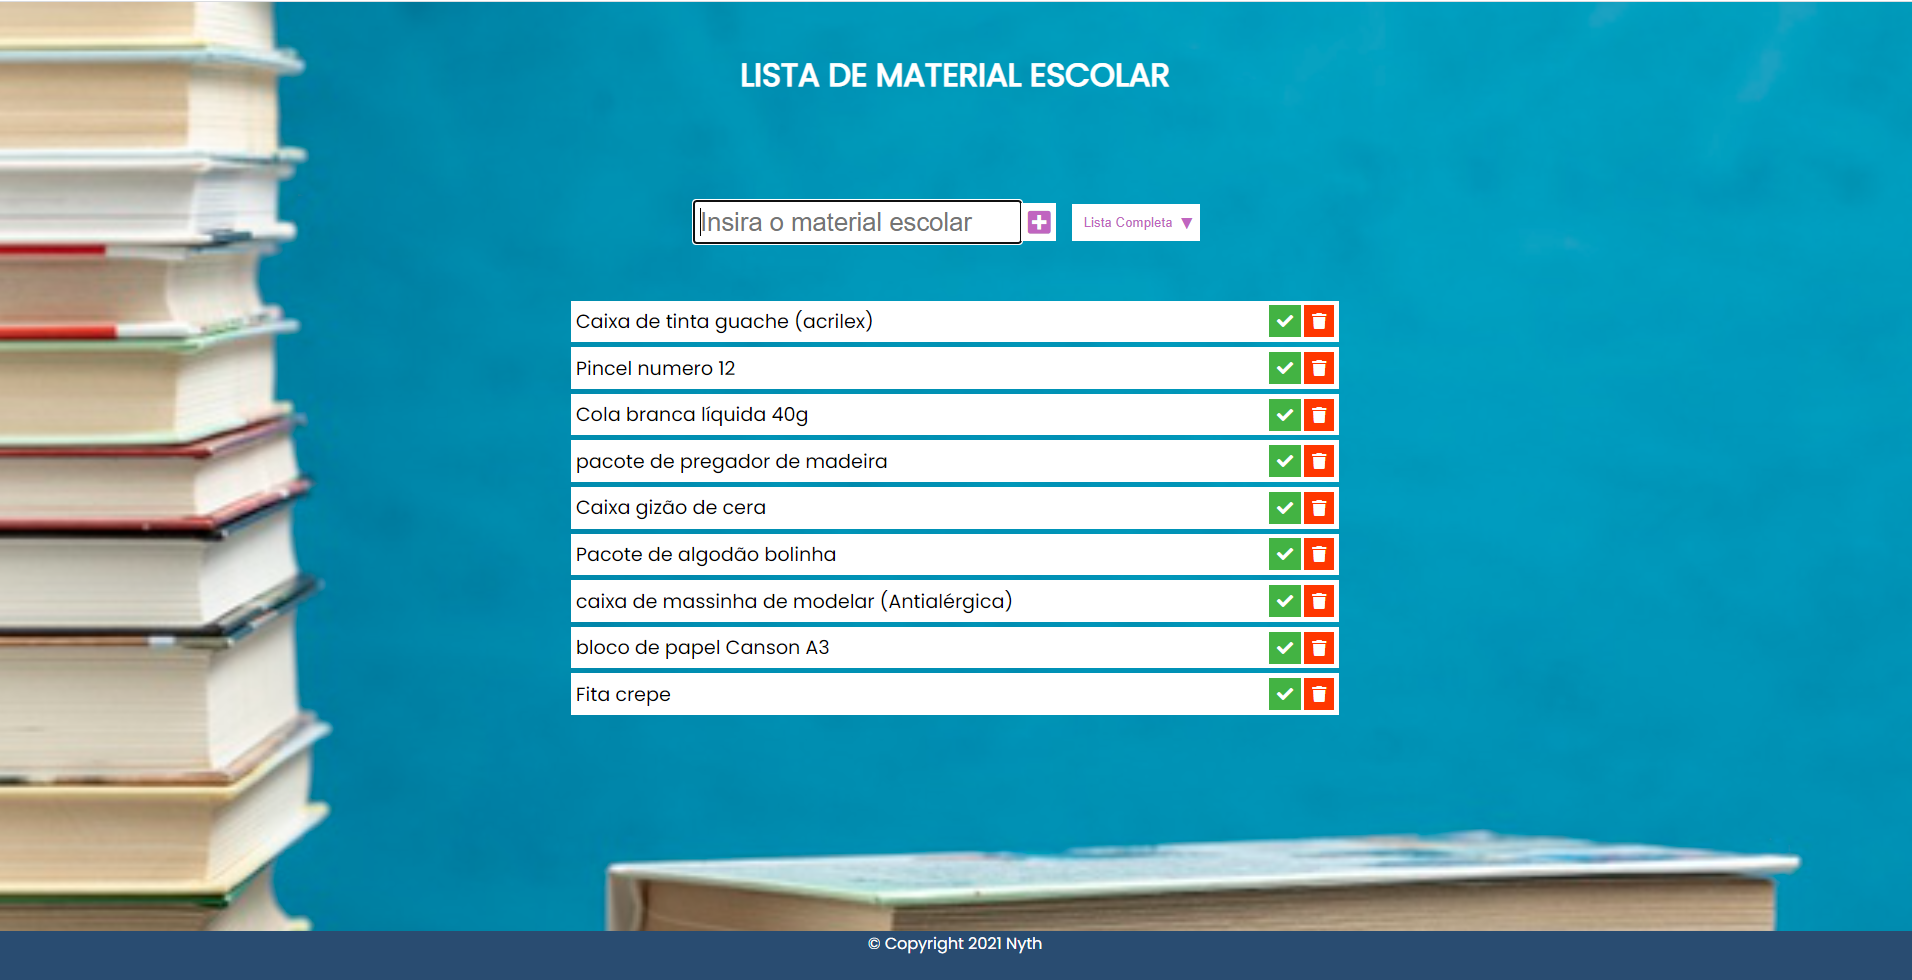 LISTA DE MATERIAL ESCOLAR
Insira o material escolar
Lista Completa ▼
Caixa de tinta guache (acrilex)
Pincel numero 12
Cola branca líquida 40g
pacote de pregador de madeira
Caixa gizão de cera
Pacote de algodão bolinha
caixa de massinha de modelar (Antialérgica)
bloco de papel Canson A3
Fita crepe
© Copyright 2021 Nyth